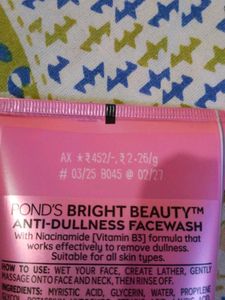 AX ★₹452/-, ₹2.26/g
# 03/25 B045 @ 02/27
POND'S BRIGHT BEAUTY™
ANTI-DULLNESS FACEWASH
With Niacinamide [Vitamin B3] formula that
works effectively to remove dullness.
Suitable for all skin types.
HOW TO USE: WET YOUR FACE, CREATE LATHER, GENTLY
MASSAGE ONTO FACE AND NECK, THEN RINSE OFF.
INGREDIENTS: MYRISTIC ACID, GLYCERIN, WATER, PROPYLENE